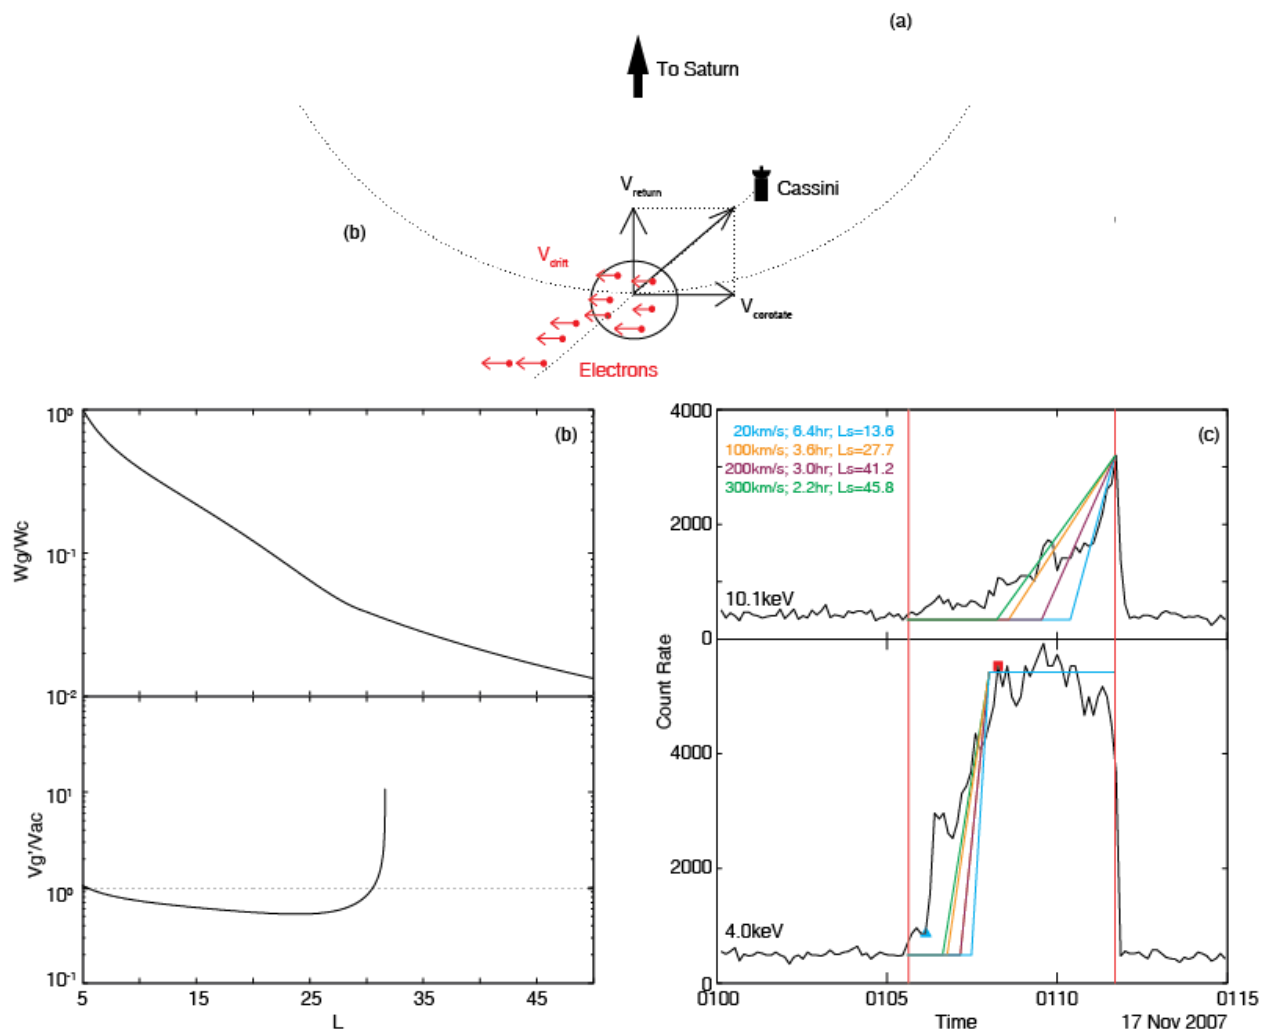 (a)
To Saturn
V return
Cassini
(b)
V drift
V corotate
Electrons
10⁰
(b)
Wg/Wc
10⁻¹
10⁻²
10¹
Vg'/Vac
10⁰
10⁻¹
5 15 25 35 45
L
4000
20km/s; 6.4hr; Ls=13.6
(c)
100km/s; 3.6hr; Ls=27.7
200km/s; 3.0hr; Ls=41.2
300km/s; 2.2hr; Ls=45.8
2000
10.1keV
0
Count Rate
4000
2000
4.0keV
0
0100 0105 0110 0115
Time 17 Nov 2007